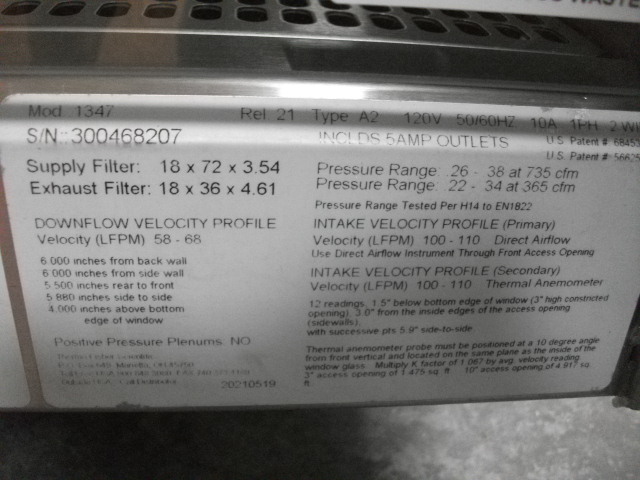 WASTE
Mod 1347 Rel 21 Type A2 120V 50/60HZ 10A 1PH 2 WI
S/N::300468207 INCLDS 5AMP OUTLETS U.S. Patent # 68453
U.S. Patent # 56625
Supply Filter: 18 x 72 x 3.54
Exhaust Filter: 18 x 36 x 4.61
Pressure Range: .26 - .38 at 735 cfm
Pressure Range: .22 - .34 at 365 cfm
Pressure Range Tested Per H14 to EN1822
DOWNFLOW VELOCITY PROFILE
Velocity (LFPM) 58 - 68
6.000 inches from back wall
6.000 inches from side wall
5.500 inches rear to front
5.880 inches side to side
4.000 inches above bottom
edge of window
Positive Pressure Plenums: NO
20210519
INTAKE VELOCITY PROFILE (Primary)
Velocity (LFPM) 100 - 110 Direct Airflow
Use Direct Airflow Instrument Through Front Access Opening
INTAKE VELOCITY PROFILE (Secondary)
Velocity (LFPM) 100 - 110 Thermal Anemometer
12 readings, 1.5" below bottom edge of window (3" high constricted
opening), 3.0" from the inside edges of the access opening
(sidewalls),
with successive pts 5.9" side-to-side.
Thermal anemometer probe must be positioned at a 10 degree angle
from front vertical and located on the same plane as the inside of the
window glass. Multiply K factor of 1.067 by avg. velocity reading
3" access opening of 1.475 sq. ft. 10" access opening of 4.917 sq.
ft.